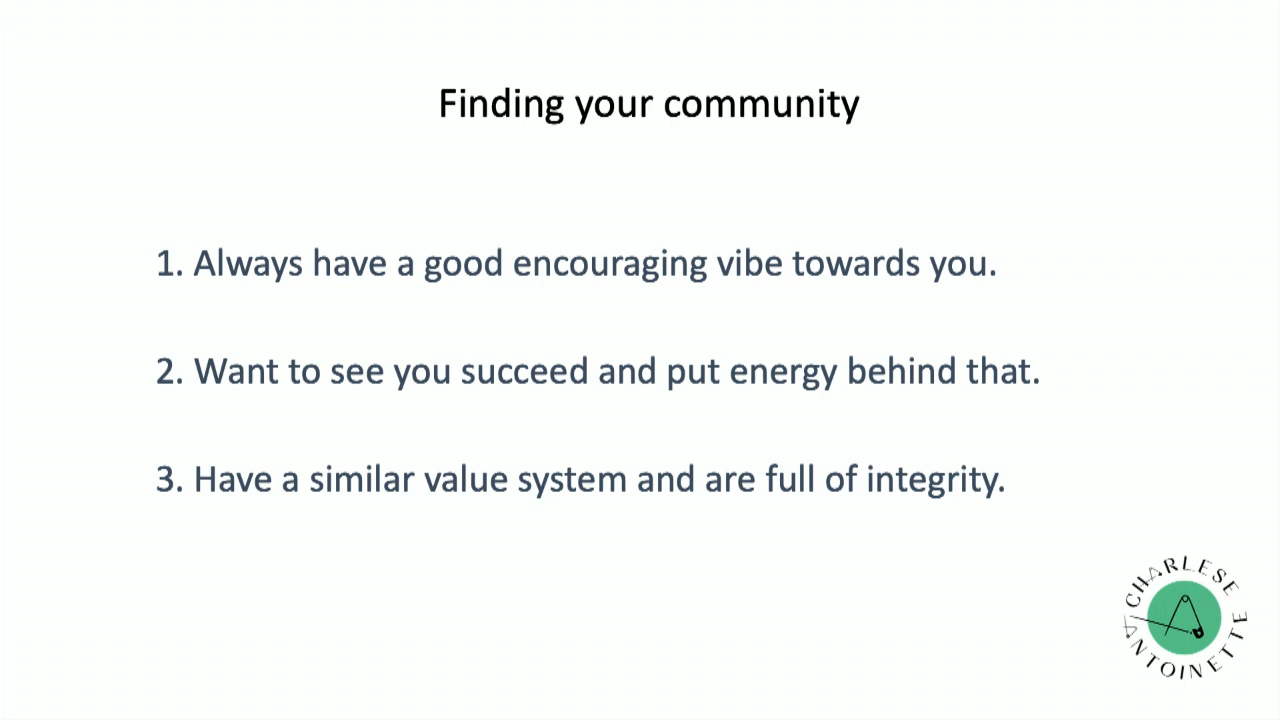 Finding your community
1. Always have a good encouraging vibe towards you.
2. Want to see you succeed and put energy behind that.
3. Have a similar value system and are full of integrity.
CHARLESE
ANTOINETTE